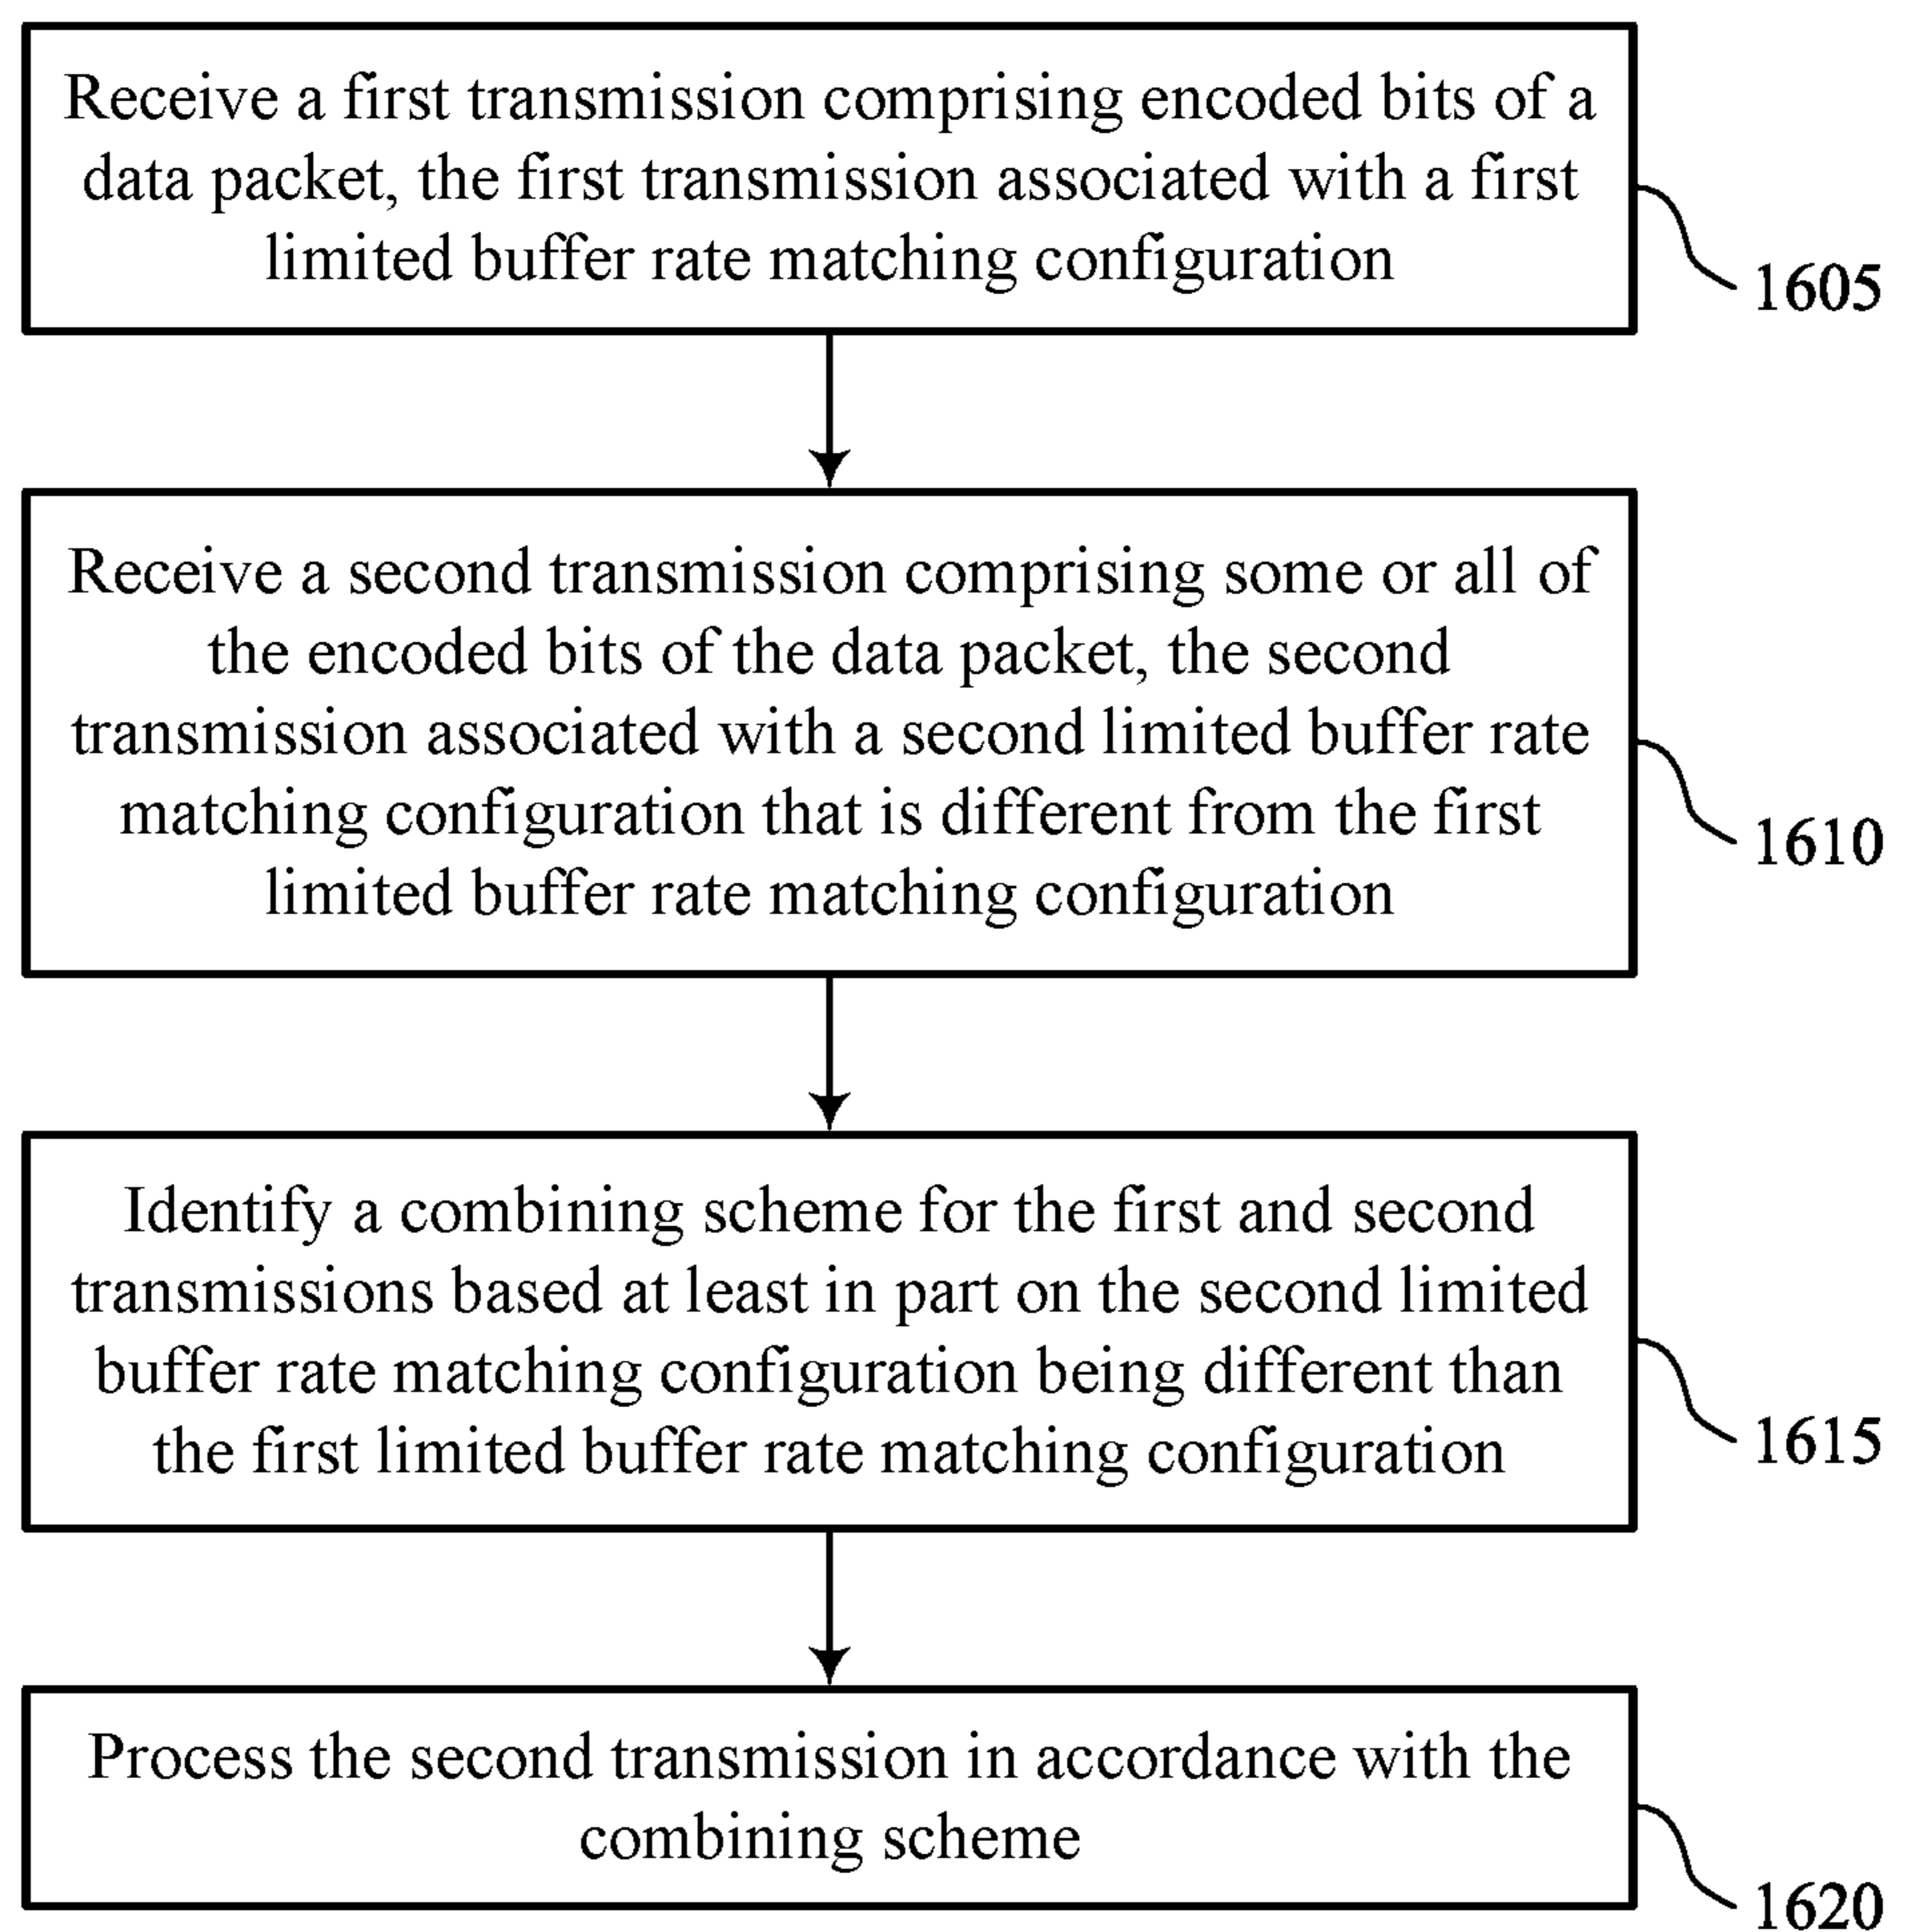 Receive a first transmission comprising encoded bits of a
data packet, the first transmission associated with a first
limited buffer rate matching configuration
1605
Receive a second transmission comprising some or all of
the encoded bits of the data packet, the second
transmission associated with a second limited buffer rate
matching configuration that is different from the first
limited buffer rate matching configuration
1610
Identify a combining scheme for the first and second
transmissions based at least in part on the second limited
buffer rate matching configuration being different than
the first limited buffer rate matching configuration
1615
Process the second transmission in accordance with the
combining scheme
1620